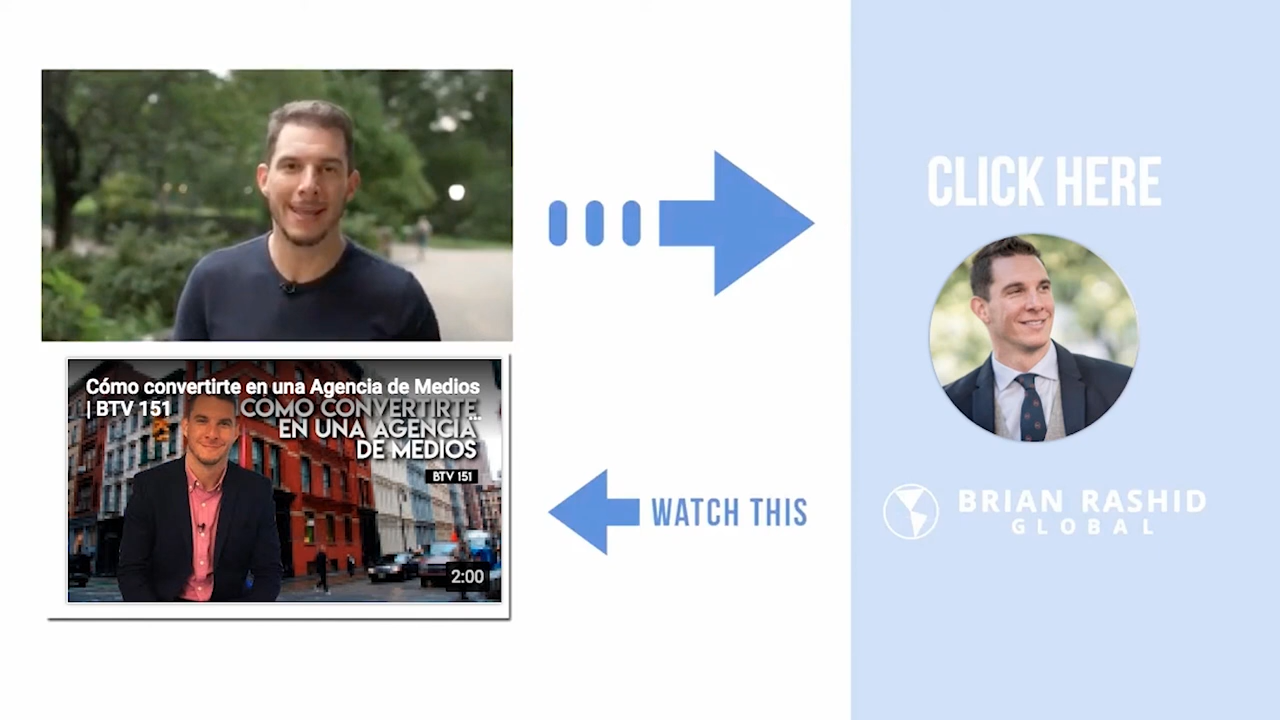 CLICK HERE
Cómo convertirte en una Agencia de Medios
| BTV 151
CÓMO CONVERTIRTE
EN UNA AGENCIA
DE MEDIOS
BTV 151
2:00
WATCH THIS
BRIAN RASHID
GLOBAL